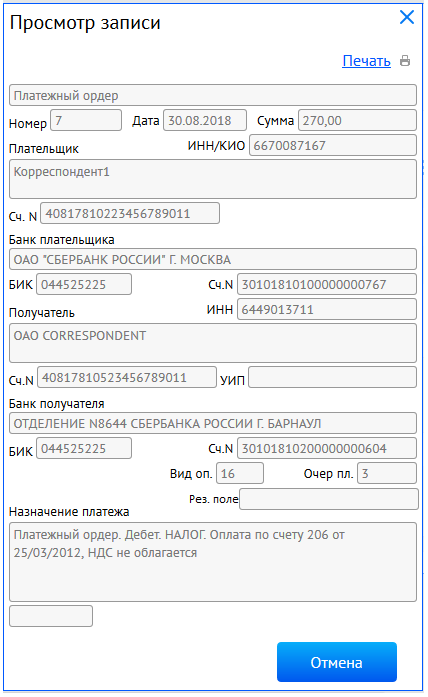 Просмотр записи
Печать
Платежный ордер
Номер 7 Дата 30.08.2018 Сумма 270,00
Плательщик ИНН/КИО 6670087167
Корреспондент1
Сч. N 40817810223456789011
Банк плательщика
ОАО "СБЕРБАНК РОССИИ" Г. МОСКВА
БИК 044525225 Сч.N 30101810100000000767
Получатель ИНН 6449013711
ОАО CORRESPONDENT
Сч.N 40817810523456789011 УИП
Банк получателя
ОТДЕЛЕНИЕ N8644 СБЕРБАНКА РОССИИ Г. БАРНАУЛ
БИК 044525225 Сч.N 30101810200000000604
Вид оп. 16 Очер пл. 3
Рез. поле
Назначение платежа
Платежный ордер. Дебет. НАЛОГ. Оплата по счету 206 от
25/03/2012, НДС не облагается
Отмена